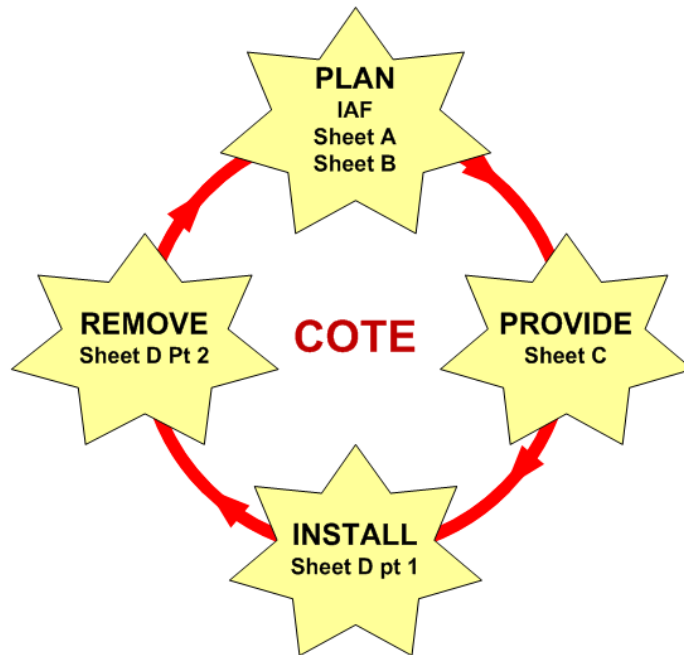 PLAN
IAF
Sheet A
Sheet B
REMOVE
Sheet D Pt 2
COTE
PROVIDE
Sheet C
INSTALL
Sheet D pt 1